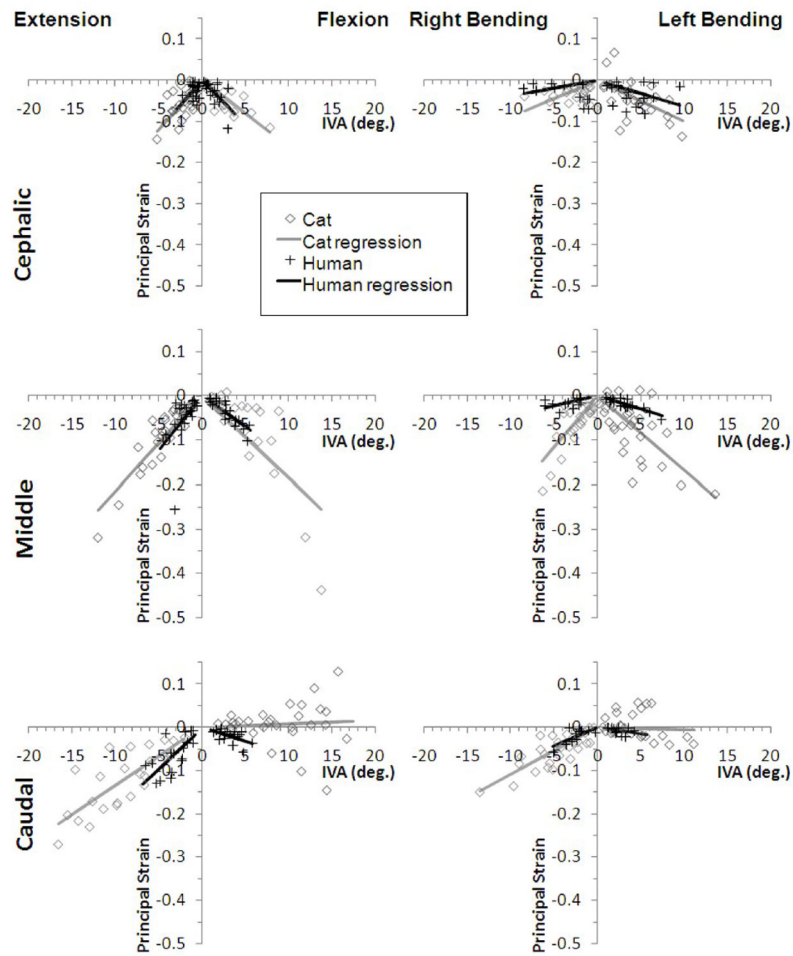 Extension Flexion Right Bending Left Bending
Cephalic
0.1
0
-0.1
-0.2
-0.3
-0.4
-0.5
-20 -15 -10 -5 0 5 10 15 20
IVA (deg.)
Principal Strain
0.1
0
-0.1
-0.2
-0.3
-0.4
-0.5
-20 -15 -10 -5 0 5 10 15 20
IVA (deg.)
Principal Strain
Cat
Cat regression
Human
Human regression
Middle
0.1
0
-0.1
-0.2
-0.3
-0.4
-0.5
-20 -15 -10 -5 0 5 10 15 20
IVA (deg.)
Principal Strain
0.1
0
-0.1
-0.2
-0.3
-0.4
-0.5
-20 -15 -10 -5 0 5 10 15 20
IVA (deg.)
Principal Strain
Caudal
0.1
0
-0.1
-0.2
-0.3
-0.4
-0.5
-20 -15 -10 -5 0 5 10 15 20
IVA (deg.)
Principal Strain
0.1
0
-0.1
-0.2
-0.3
-0.4
-0.5
-20 -15 -10 -5 0 5 10 15 20
IVA (deg.)
Principal Strain